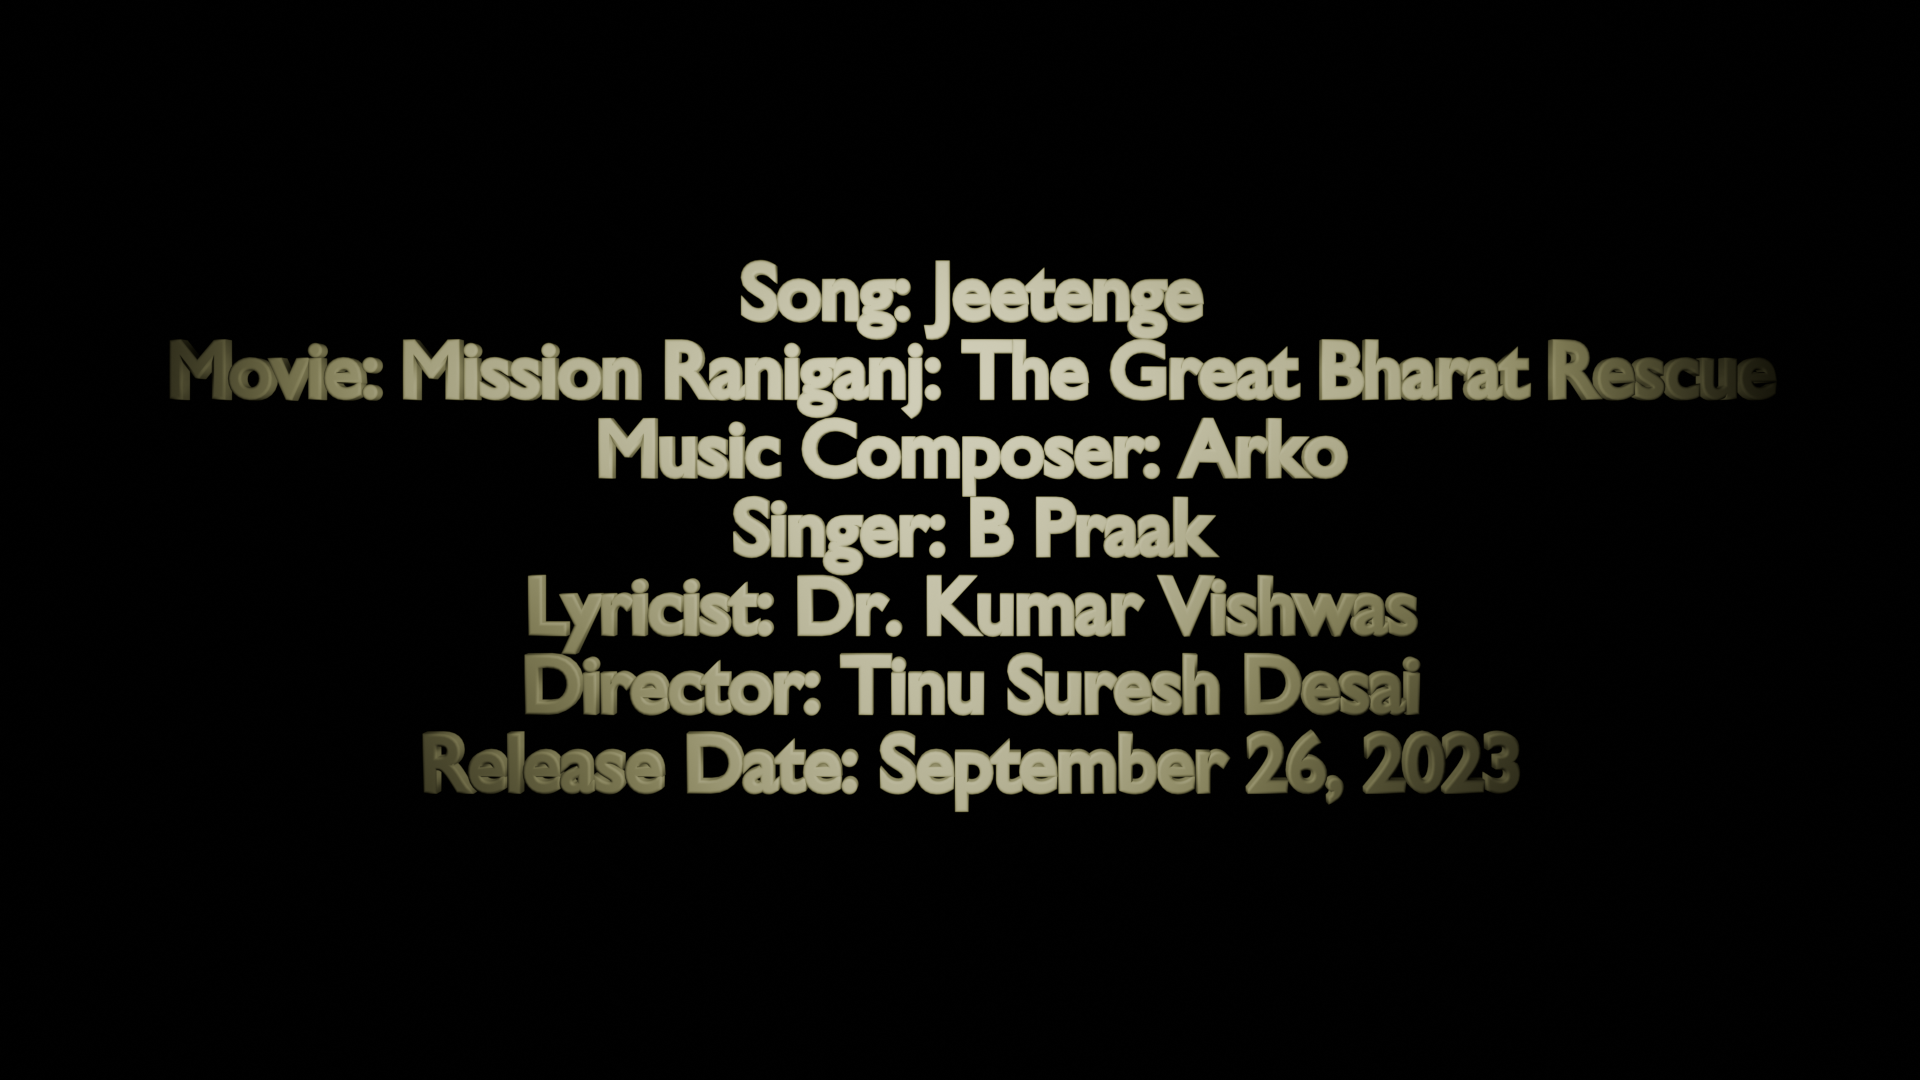 Song: Jeetenge
Movie: Mission Raniganj: The Great Bharat Rescue
Music Composer: Arko
Singer: B Praak
Lyricist: Dr. Kumar Vishwas
Director: Tinu Suresh Desai
Release Date: September 26, 2023